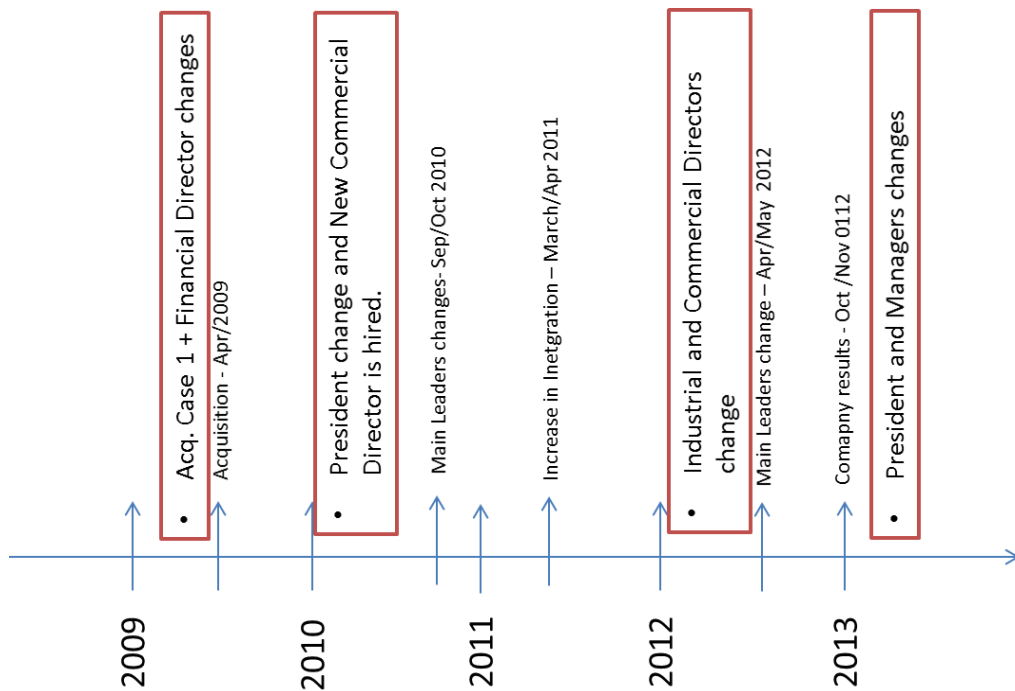 • Acq. Case 1 + Financial Director changes
Acquisition - Apr/2009
• President change and New Commercial
Director is hired.
Main Leaders changes- Sep/Oct 2010
Increase in Inetgration – March/Apr 2011
• Industrial and Commercial Directors
change
Main Leaders change – Apr/May 2012
Comapny results - Oct /Nov 0112
• President and Managers changes
2009
2010
2011
2012
2013